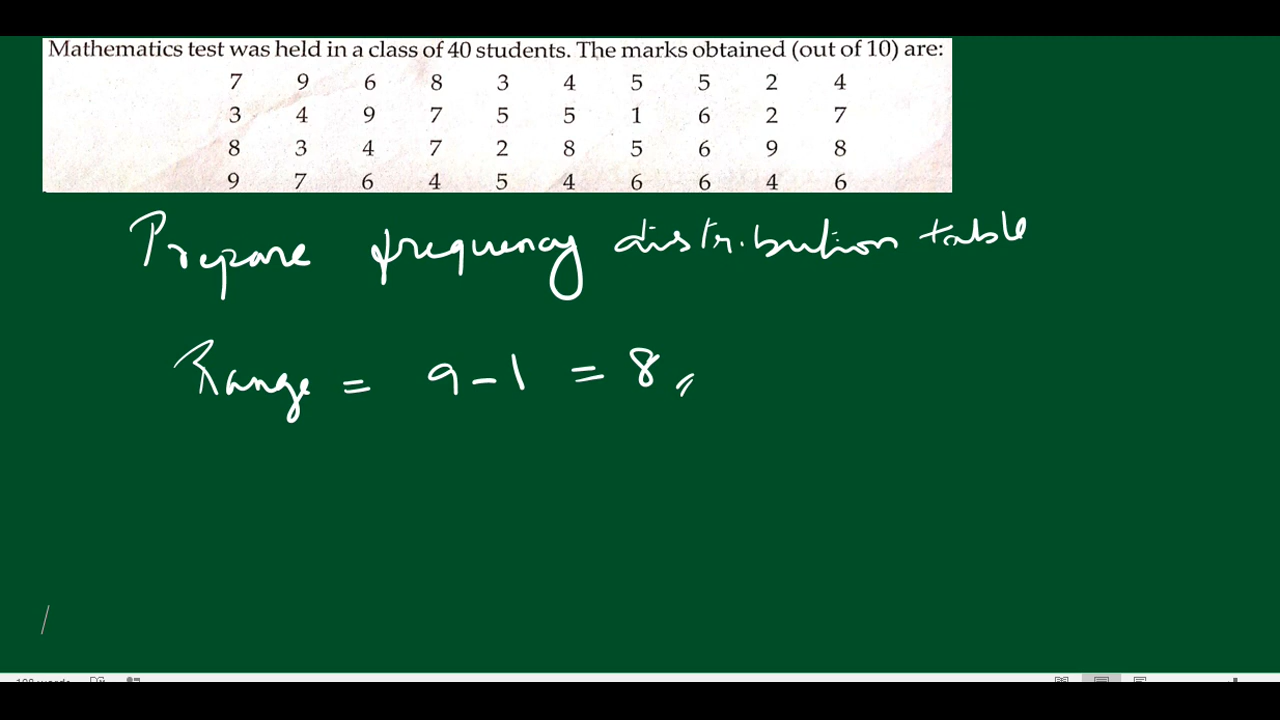 Mathematics test was held in a class of 40 students. The marks obtained (out of 10) are:
7 9 6 8 3 4 5 5 2 4
3 4 9 7 5 5 1 6 2 7
8 3 4 7 2 8 5 6 9 8
9 7 6 4 5 4 6 6 4 6
Prepare frequency distribution table
Range = 9 - 1 = 8